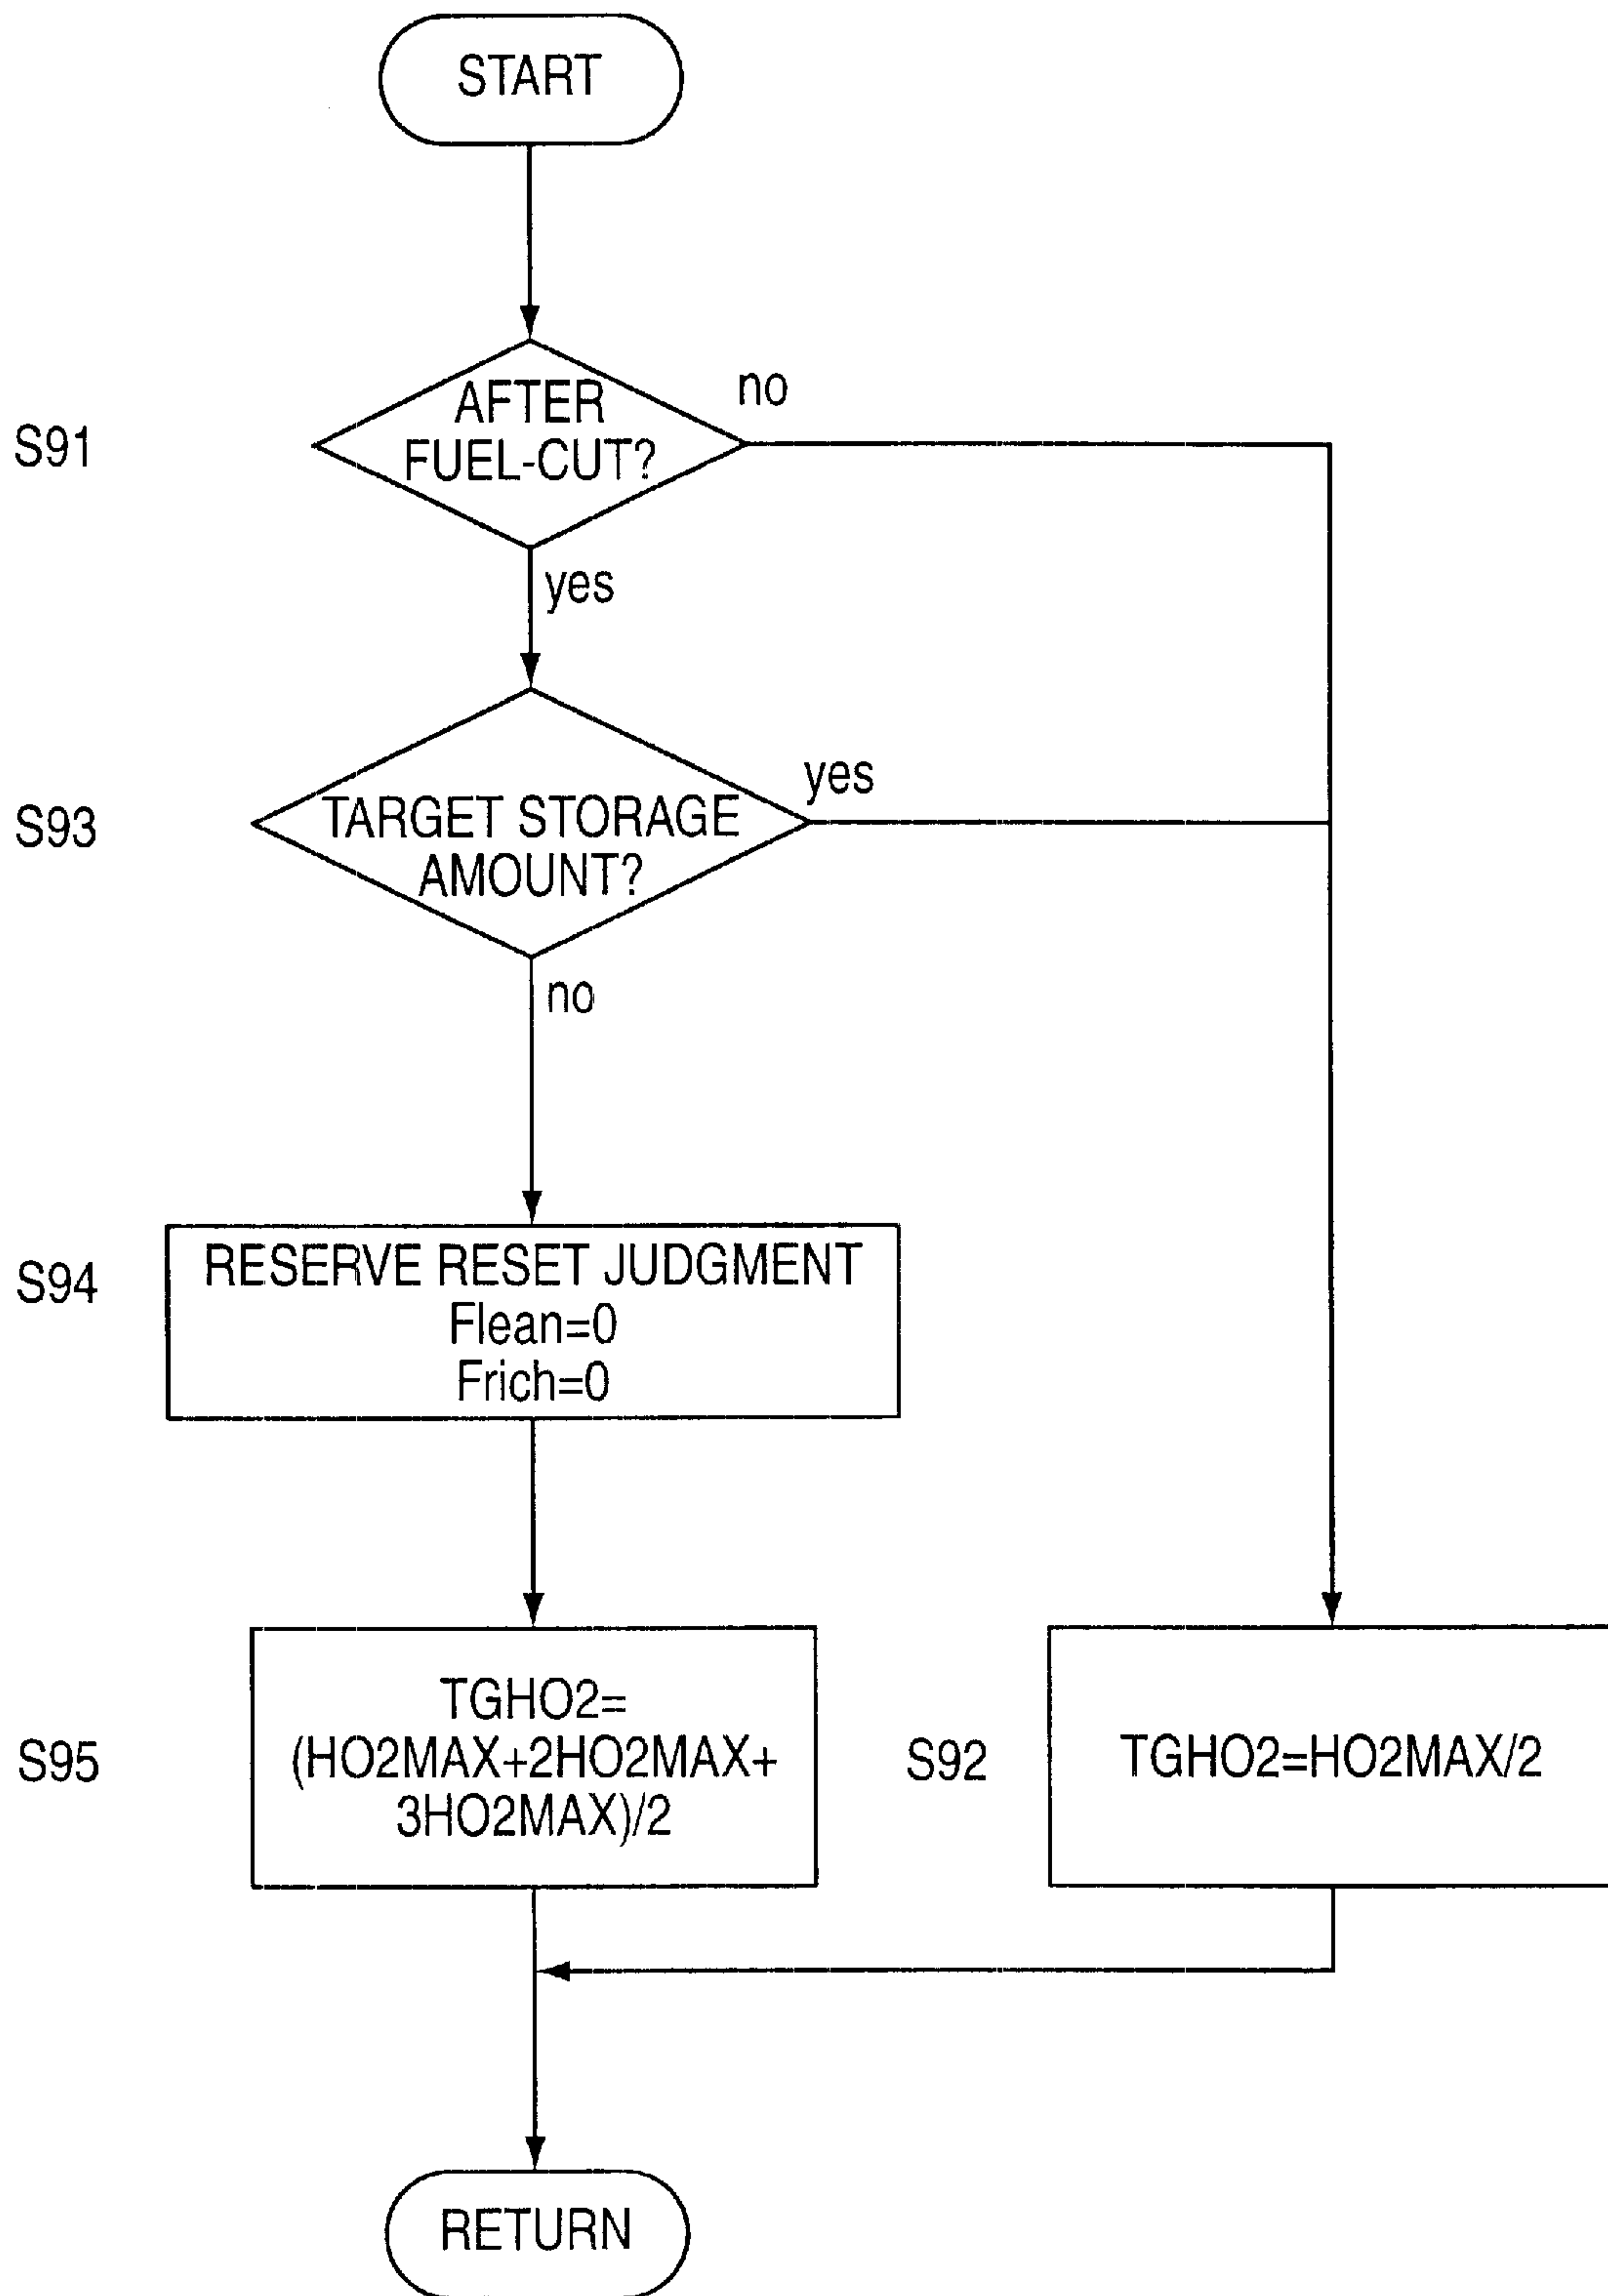 START
S91
AFTER
FUEL-CUT?
no
yes
S93
TARGET STORAGE
AMOUNT?
yes
no
S94
RESERVE RESET JUDGMENT
Flean=0
Frich=0
S95
TGHO2=
(HO2MAX+2HO2MAX+
3HO2MAX)/2
S92
TGHO2=HO2MAX/2
RETURN